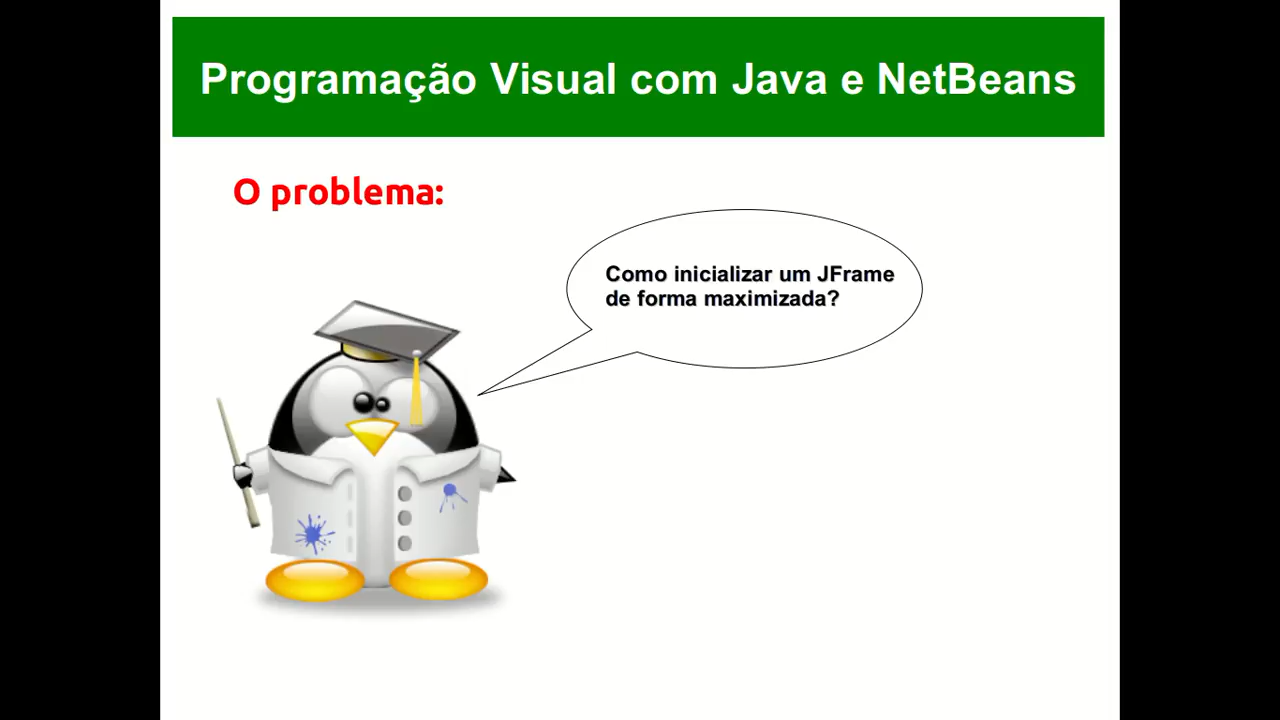 Programação Visual com Java e NetBeans
O problema:
Como inicializar um JFrame
de forma maximizada?